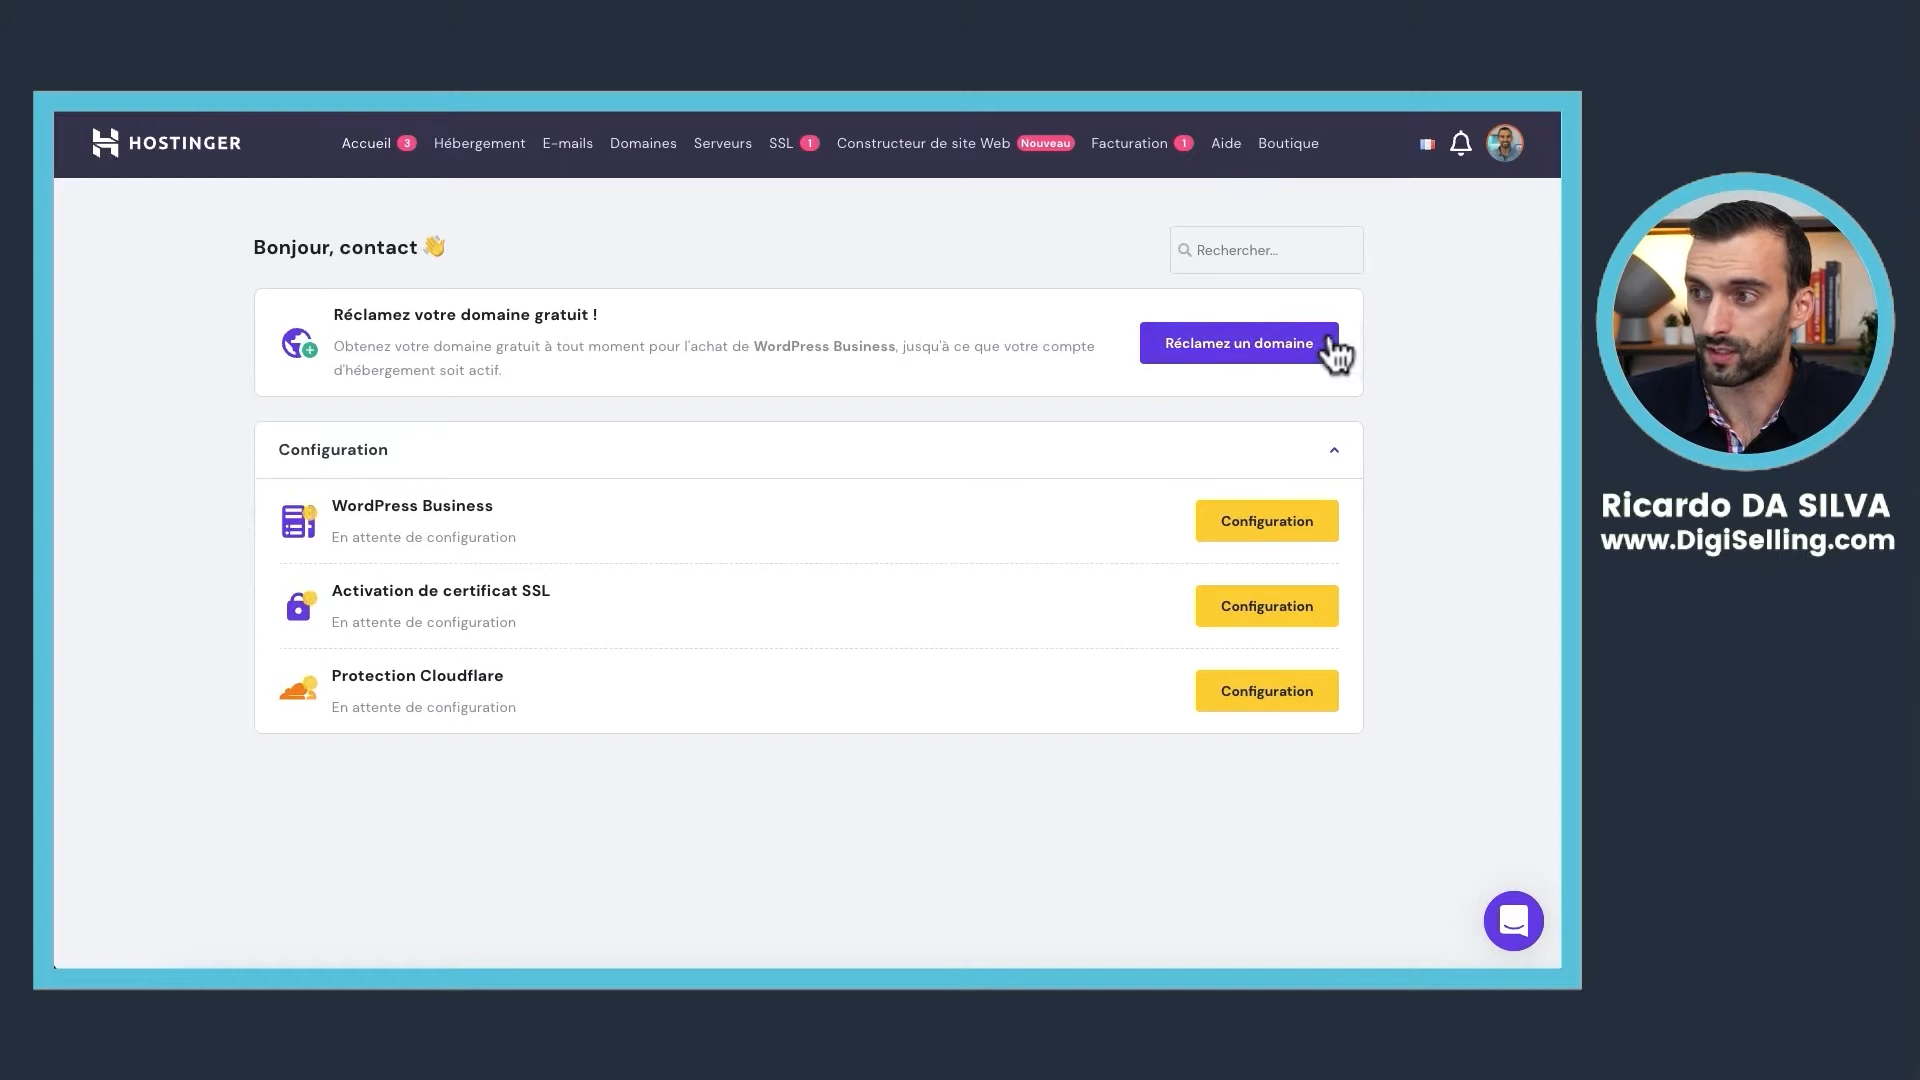 HOSTINGER
Accueil 3 Hébergement E-mails Domaines Serveurs SSL 1 Constructeur de site Web Nouveau Facturation 1 Aide Boutique
Bonjour, contact 👋
Rechercher...
Réclamez votre domaine gratuit !
Obtenez votre domaine gratuit à tout moment pour l'achat de WordPress Business, jusqu'à ce que votre compte
d'hébergement soit actif.
Réclamez un domaine
Configuration
WordPress Business
En attente de configuration
Configuration
Activation de certificat SSL
En attente de configuration
Configuration
Protection Cloudflare
En attente de configuration
Configuration
Ricardo DA SILVA
www.DigiSelling.com